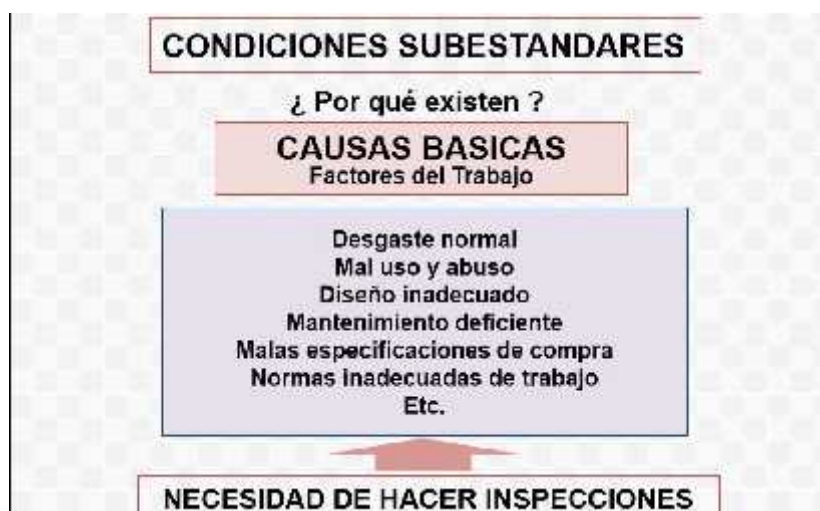 CONDICIONES SUBESTANDARES
¿ Por qué existen ?
CAUSAS BASICAS
Factores del Trabajo
Desgaste normal
Mal uso y abuso
Diseño inadecuado
Mantenimiento deficiente
Malas especificaciones de compra
Normas inadecuadas de trabajo
Etc.
NECESIDAD DE HACER INSPECCIONES